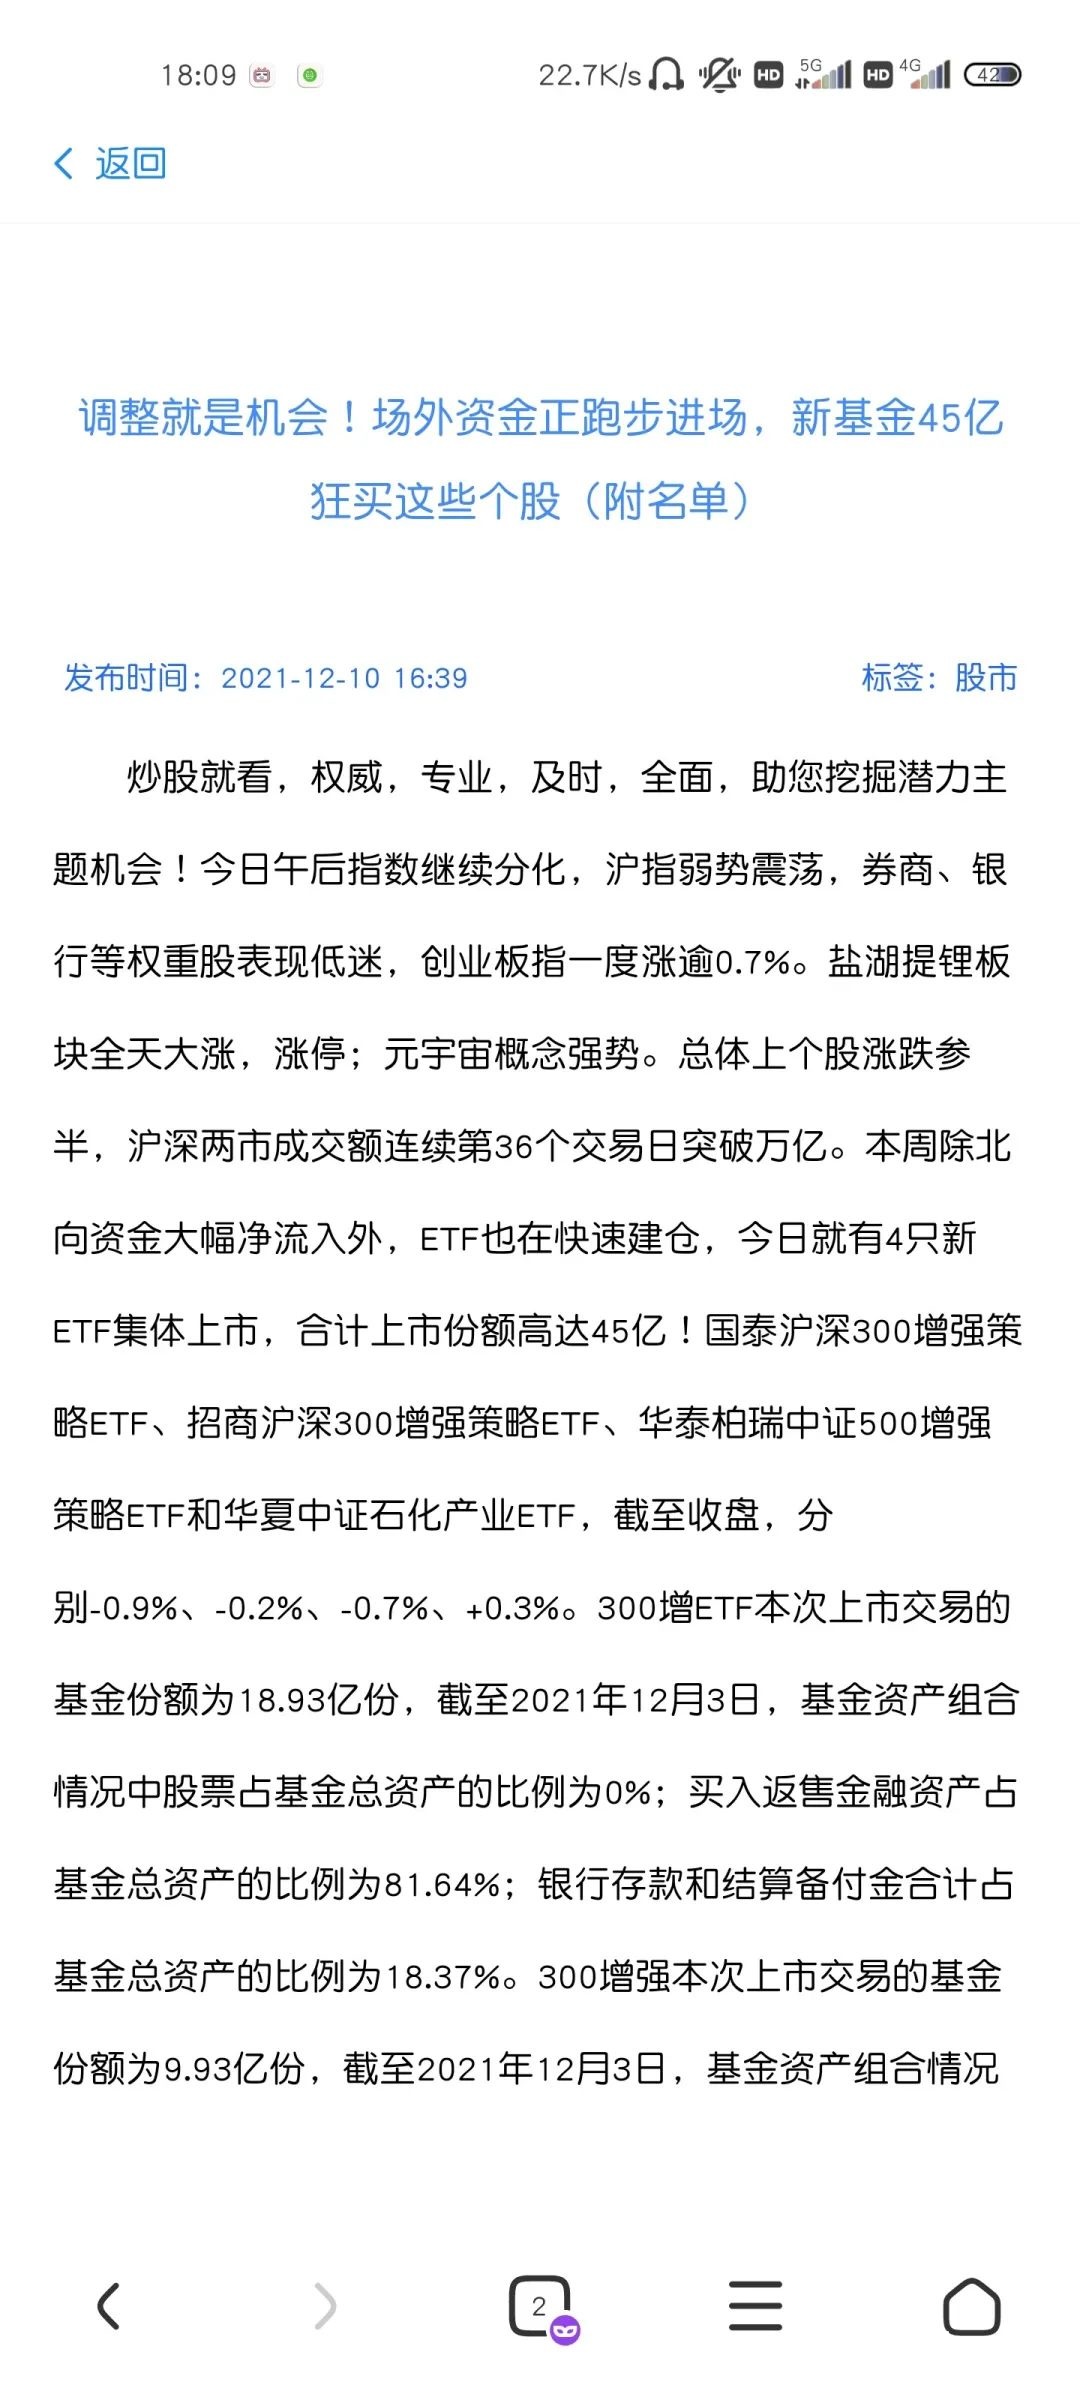 18:09 22.7K/s HD 5G HD 4G 42
返回
调整就是机会！场外资金正跑步进场，新基金45亿
狂买这些个股（附名单）
发布时间：2021-12-10 16:39 标签：股市
炒股就看，权威，专业，及时，全面，助您挖掘潜力主
题机会！今日午后指数继续分化，沪指弱势震荡，券商、银
行等权重股表现低迷，创业板指一度涨逾0.7%。盐湖提锂板
块全天大涨，涨停；元宇宙概念强势。总体上个股涨跌参
半，沪深两市成交额连续第36个交易日突破万亿。本周除北
向资金大幅净流入外，ETF也在快速建仓，今日就有4只新
ETF集体上市，合计上市份额高达45亿！国泰沪深300增强策
略ETF、招商沪深300增强策略ETF、华泰柏瑞中证500增强
策略ETF和华夏中证石化产业ETF，截至收盘，分
别-0.9%、-0.2%、-0.7%、+0.3%。300增ETF本次上市交易的
基金份额为18.93亿份，截至2021年12月3日，基金资产组合
情况中股票占基金总资产的比例为0%；买入返售金融资产占
基金总资产的比例为81.64%；银行存款和结算备付金合计占
基金总资产的比例为18.37%。300增强本次上市交易的基金
份额为9.93亿份，截至2021年12月3日，基金资产组合情况
2